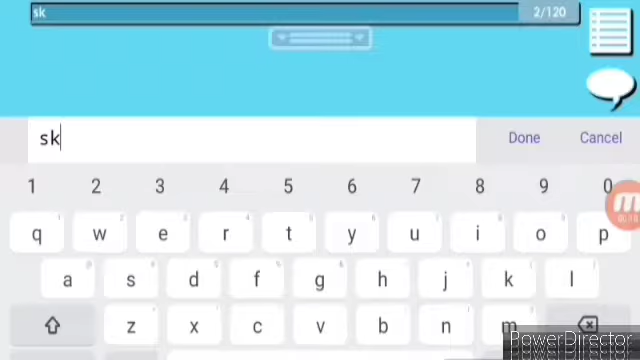 sk 2/120
sk Done Cancel
1 2 3 4 5 6 7 8 9 0
q w e r t y u i o p
a s d f g h j k l
z x c v b n m
PowerDirector